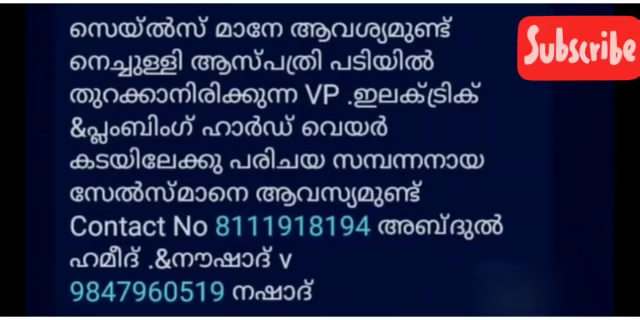 സെയ്ൽസ് മാനേ ആവശ്യമുണ്ട്
നെച്ചുള്ളി ആസ്പത്രി പടിയിൽ
തുറക്കാനിരിക്കുന്ന VP .ഇലക്ട്രിക്
&പ്ലംബിംഗ് ഹാർഡ് വെയർ
കടയിലേക്കു പരിചയ സമ്പന്നനായ
സേൽസ്മാനെ ആവസ്യമുണ്ട്
Contact No 8111918194 അബ്ദുൽ
ഹമീദ് .&നൗഷാദ് v
9847960519 നഷാദ്
Subscribe